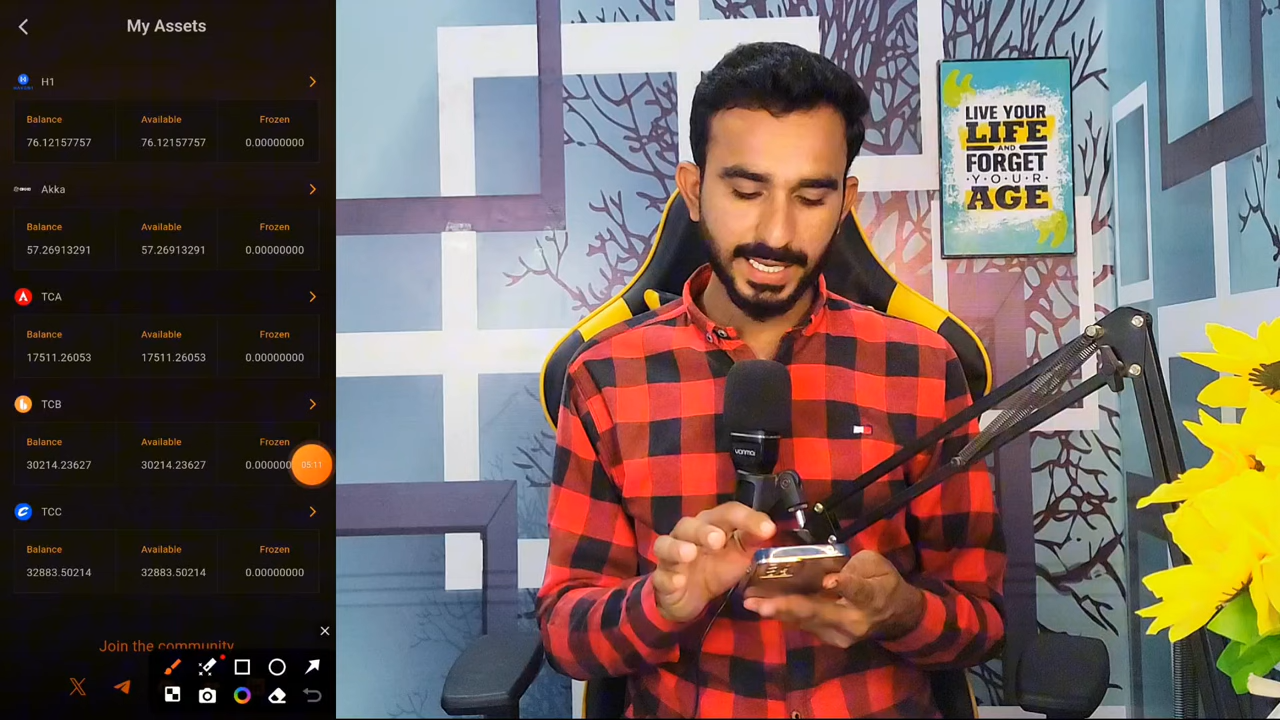 My Assets
H1
Balance Available Frozen
76.12157757 76.12157757 0.00000000
Akka
Balance Available Frozen
57.26913291 57.26913291 0.00000000
TCA
Balance Available Frozen
17511.26053 17511.26053 0.00000000
TCB
Balance Available Frozen
30214.23627 30214.23627 0.000000
05:11
TCC
Balance Available Frozen
32883.50214 32883.50214 0.00000000
Join the community
LIVE YOUR
LIFE
AND
FORGET
YOUR
AGE